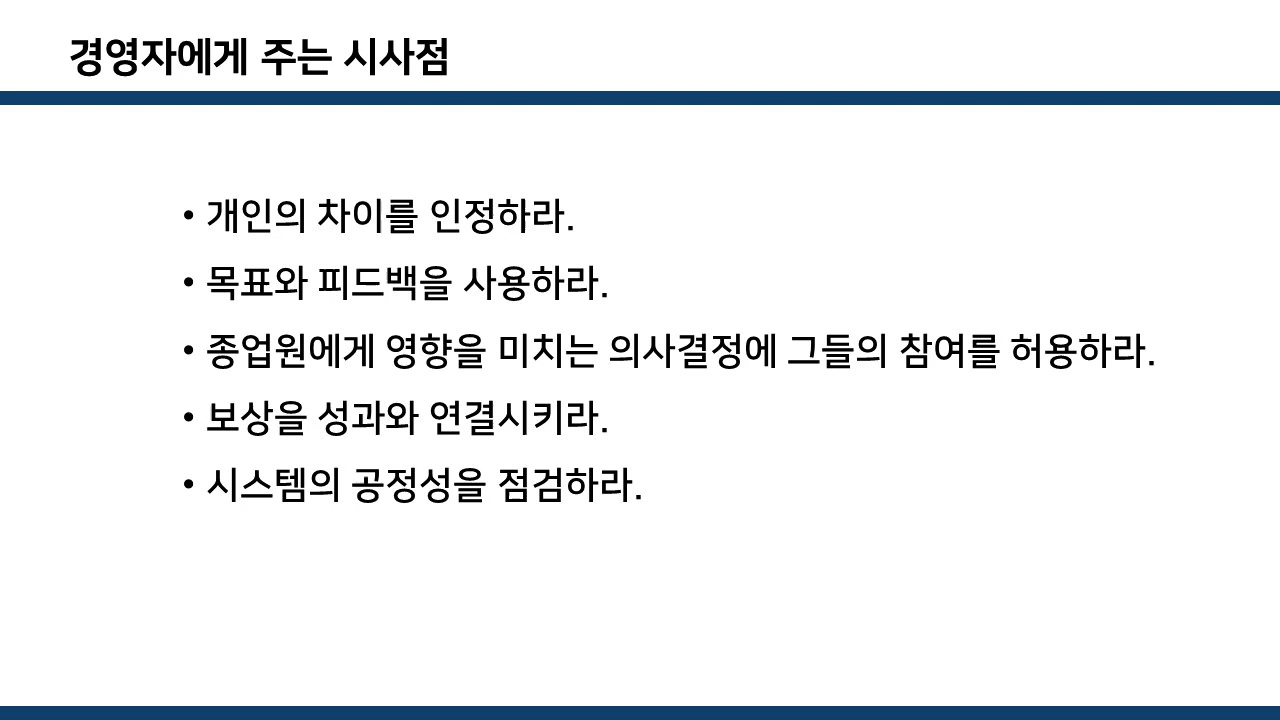 경영자에게 주는 시사점
• 개인의 차이를 인정하라.
• 목표와 피드백을 사용하라.
• 종업원에게 영향을 미치는 의사결정에 그들의 참여를 허용하라.
• 보상을 성과와 연결시키라.
• 시스템의 공정성을 점검하라.